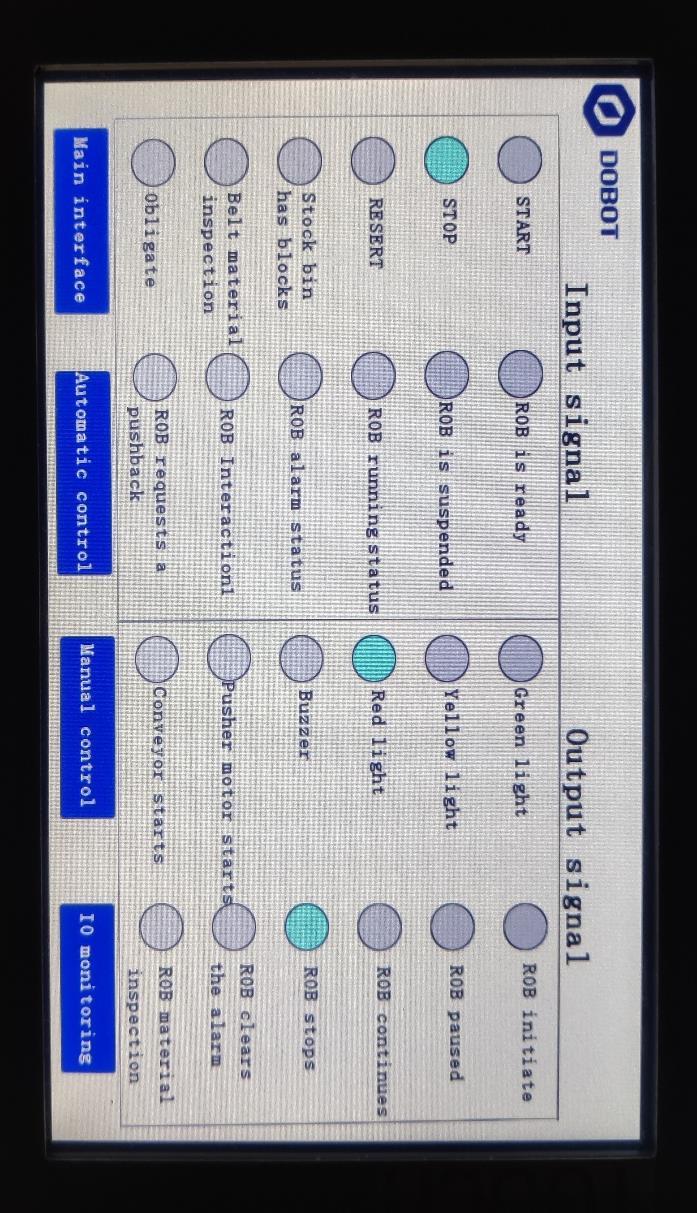 DOBOT
Input signal
Output signal
START
ROB is ready
Green light
ROB initiate
STOP
ROB is suspended
Yellow light
ROB paused
RESERT
ROB running status
Red light
ROB continues
Stock bin
has blocks
ROB alarm status
Buzzer
ROB stops
Belt material
inspection
ROB Interaction1
Pusher motor starts
ROB clears
the alarm
Obligate
ROB requests a
pushback
Conveyor starts
ROB material
inspection
Main interface
Automatic control
Manual control
IO monitoring